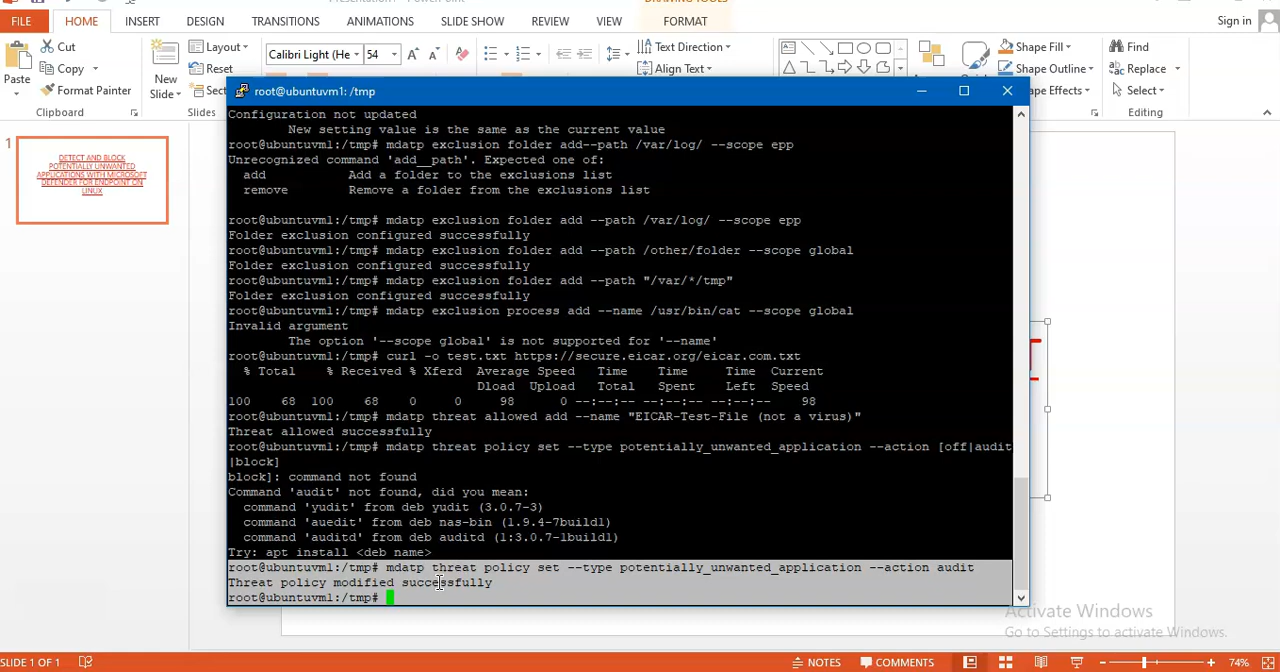 FILE
HOME
INSERT
DESIGN
TRANSITIONS
ANIMATIONS
SLIDE SHOW
REVIEW
VIEW
FORMAT
Sign in
Paste
Cut
Copy
Format Painter
Clipboard
New
Slide
Layout
Reset
Slides
Calibri Light (He
54
Text Direction
Align Text
Shape Fill
Shape Outline
Find
Replace
Select
Editing
1
DETECT AND BLOCK
POTENTIALLY UNWANTED
APPLICATIONS WITH MICROSOFT
DEFENDER FOR ENDPOINT ON
LINUX
root@ubuntuvm1: /tmp
Configuration not updated
New setting value is the same as the current value
root@ubuntuvm1:/tmp# mdatp exclusion folder add--path /var/log/ --scope epp
Unrecognized command 'add__path'. Expected one of:
add Add a folder to the exclusions list
remove Remove a folder from the exclusions list
root@ubuntuvm1:/tmp# mdatp exclusion folder add --path /var/log/ --scope epp
Folder exclusion configured successfully
root@ubuntuvm1:/tmp# mdatp exclusion folder add --path /other/folder --scope global
Folder exclusion configured successfully
root@ubuntuvm1:/tmp# mdatp exclusion folder add --path "/var/*/tmp"
Folder exclusion configured successfully
root@ubuntuvm1:/tmp# mdatp exclusion process add --name /usr/bin/cat --scope global
Invalid argument
The option '--scope global' is not supported for '--name'
root@ubuntuvm1:/tmp# curl -o test.txt https://secure.eicar.org/eicar.com.txt
% Total % Received % Xferd Average Speed Time Time Time Current
Dload Upload Total Spent Left Speed
100 68 100 68 0 0 98 0 --:--:-- --:--:-- --:--:-- 98
root@ubuntuvm1:/tmp# mdatp threat allowed add --name "EICAR-Test-File (not a virus)"
Threat allowed successfully
root@ubuntuvm1:/tmp# mdatp threat policy set --type potentially_unwanted_application --action [off|audit
|block]
block]: command not found
Command 'audit' not found, did you mean:
command 'yudit' from deb yudit (3.0.7-3)
command 'auedit' from deb nas-bin (1.9.4-7build1)
command 'auditd' from deb auditd (1:3.0.7-1build1)
Try: apt install <deb name>
root@ubuntuvm1:/tmp# mdatp threat policy set --type potentially_unwanted_application --action audit
Threat policy modified successfully
root@ubuntuvm1:/tmp#
Activate Windows
Go to Settings to activate Windows.
SLIDE 1 OF 1
NOTES
COMMENTS
74%